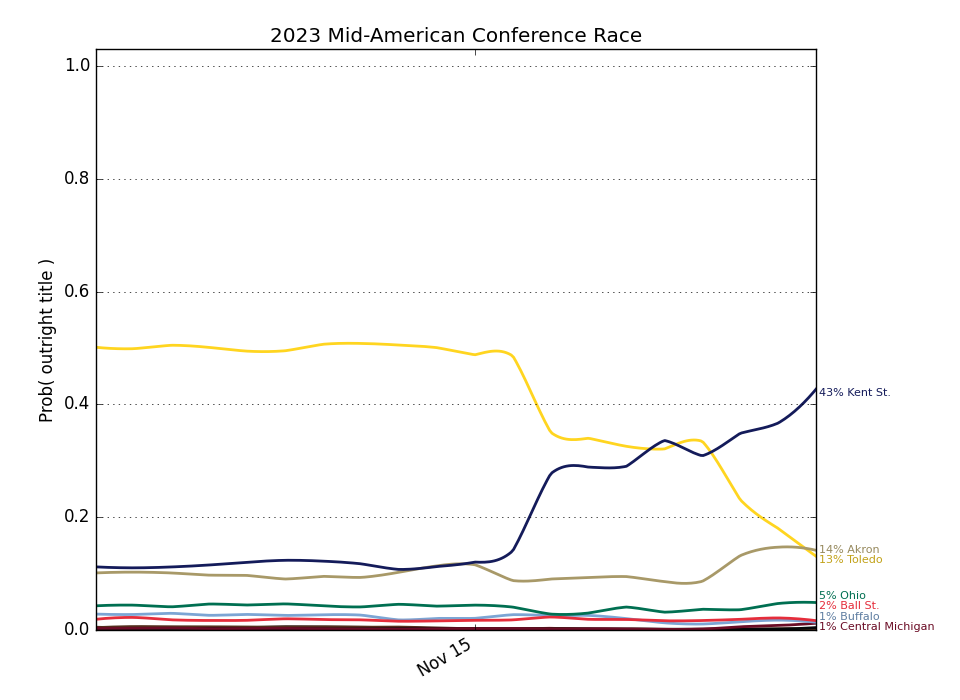 2023 Mid-American Conference Race
1.0
0.8
0.6
0.4
0.2
0.0
Prob( outright title )
Nov 15
43% Kent St.
14% Akron
13% Toledo
5% Ohio
2% Ball St.
1% Buffalo
1% Central Michigan